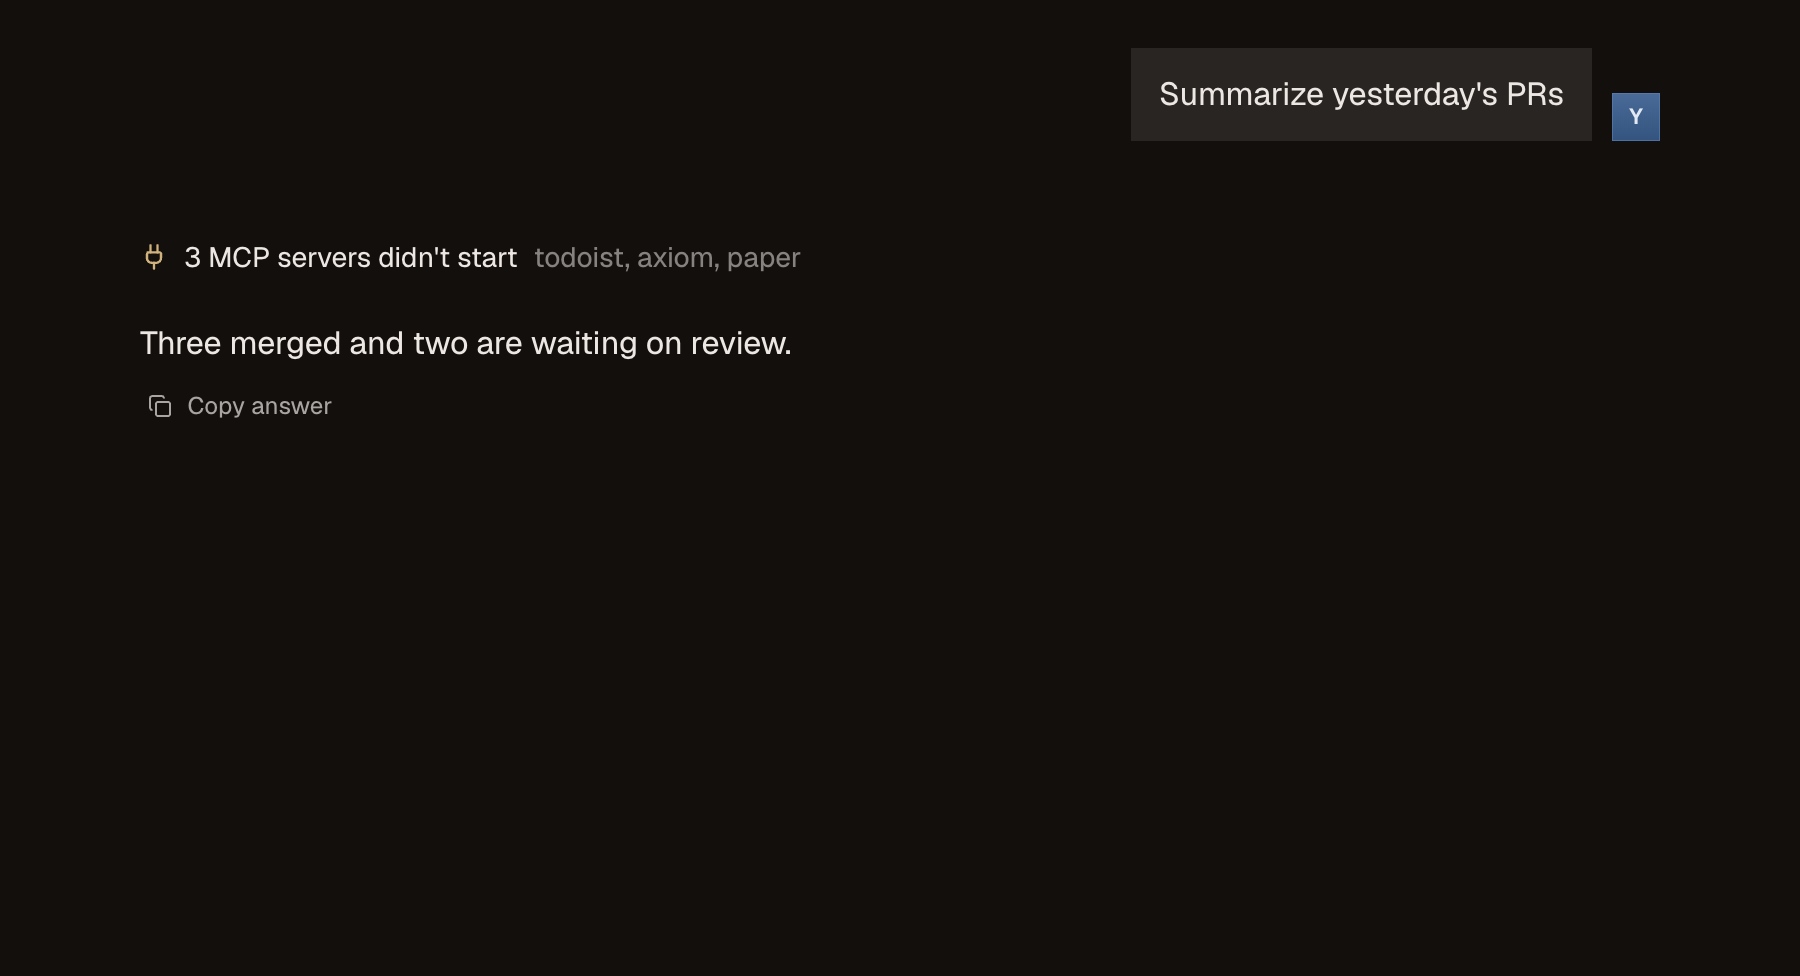 Summarize yesterday's PRs
Y
3 MCP servers didn't start todoist, axiom, paper
Three merged and two are waiting on review.
Copy answer